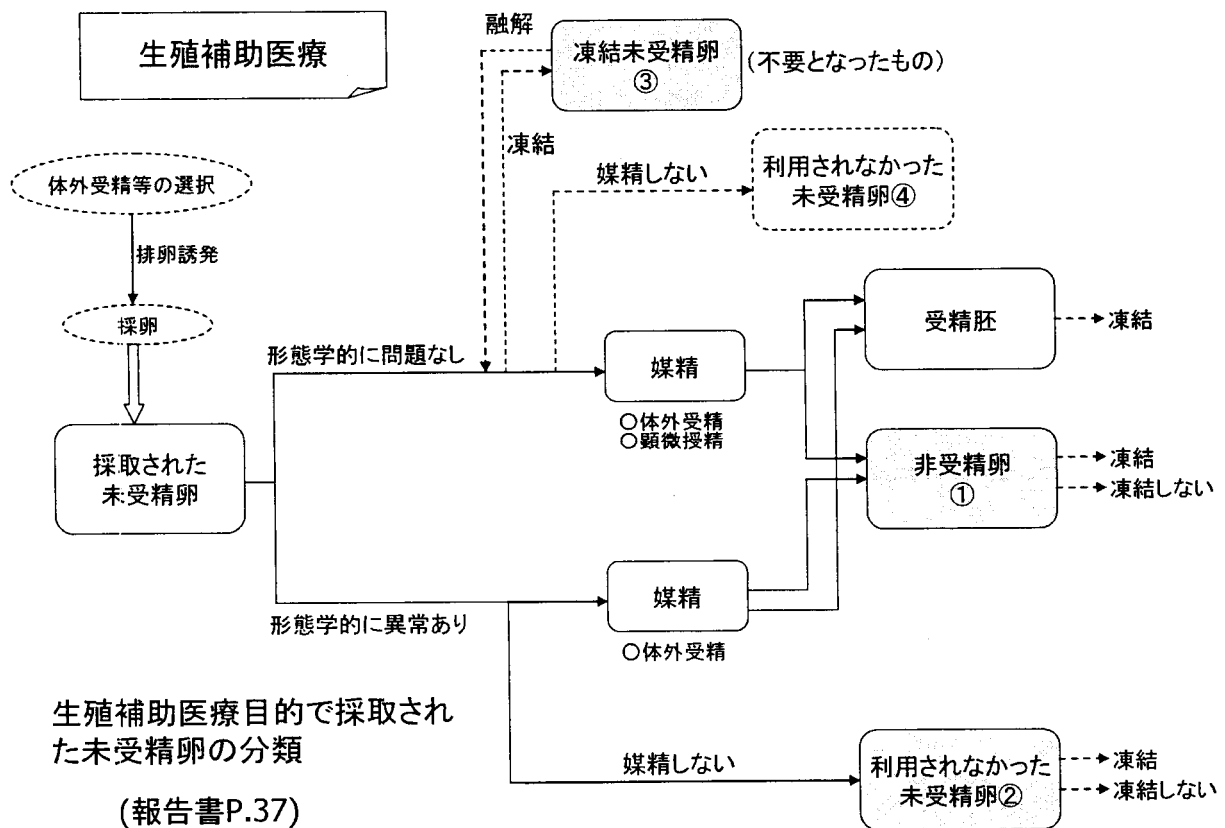 生殖補助医療
融解
凍結未受精卵
③
(不要となったもの)
凍結
媒精しない
利用されなかった
未受精卵④
体外受精等の選択
排卵誘発
採卵
形態学的に問題なし
媒精
○体外受精
○顕微授精
受精胚
凍結
採取された
未受精卵
非受精卵
①
凍結
凍結しない
媒精
○体外受精
形態学的に異常あり
媒精しない
利用されなかった
未受精卵②
凍結
凍結しない
生殖補助医療目的で採取され
た未受精卵の分類
(報告書P.37)